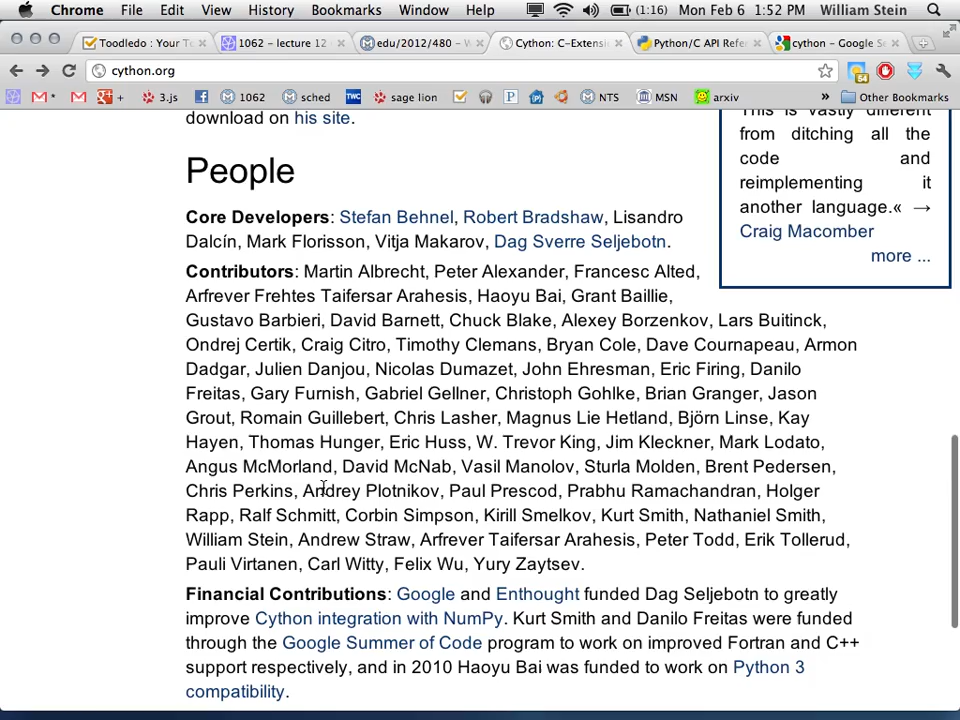 Chrome File Edit View History Bookmarks Window Help (1:16) Mon Feb 6 1:52 PM William Stein
Toodledo : Your T 1062 - lecture 12 edu/2012/480 - Cython: C-Extensi Python/C API Refe cython - Google Se
cython.org
54
* + 3.js 1062 sched TWC sage lion P NTS MSN arxiv » Other Bookmarks
download on his site.
This is vastly different
from ditching all the
code and
reimplementing it
another language.« →
Craig Macomber
more ...
People
Core Developers: Stefan Behnel, Robert Bradshaw, Lisandro
Dalcín, Mark Florisson, Vitja Makarov, Dag Sverre Seljebotn.
Contributors: Martin Albrecht, Peter Alexander, Francesc Alted,
Arfrever Frehtes Taifersar Arahesis, Haoyu Bai, Grant Baillie,
Gustavo Barbieri, David Barnett, Chuck Blake, Alexey Borzenkov, Lars Buitinck,
Ondrej Certik, Craig Citro, Timothy Clemans, Bryan Cole, Dave Cournapeau, Armon
Dadgar, Julien Danjou, Nicolas Dumazet, John Ehresman, Eric Firing, Danilo
Freitas, Gary Furnish, Gabriel Gellner, Christoph Gohlke, Brian Granger, Jason
Grout, Romain Guillebert, Chris Lasher, Magnus Lie Hetland, Björn Linse, Kay
Hayen, Thomas Hunger, Eric Huss, W. Trevor King, Jim Kleckner, Mark Lodato,
Angus McMorland, David McNab, Vasil Manolov, Sturla Molden, Brent Pedersen,
Chris Perkins, Andrey Plotnikov, Paul Prescod, Prabhu Ramachandran, Holger
Rapp, Ralf Schmitt, Corbin Simpson, Kirill Smelkov, Kurt Smith, Nathaniel Smith,
William Stein, Andrew Straw, Arfrever Taifersar Arahesis, Peter Todd, Erik Tollerud,
Pauli Virtanen, Carl Witty, Felix Wu, Yury Zaytsev.
Financial Contributions: Google and Enthought funded Dag Seljebotn to greatly
improve Cython integration with NumPy. Kurt Smith and Danilo Freitas were funded
through the Google Summer of Code program to work on improved Fortran and C++
support respectively, and in 2010 Haoyu Bai was funded to work on Python 3
compatibility.